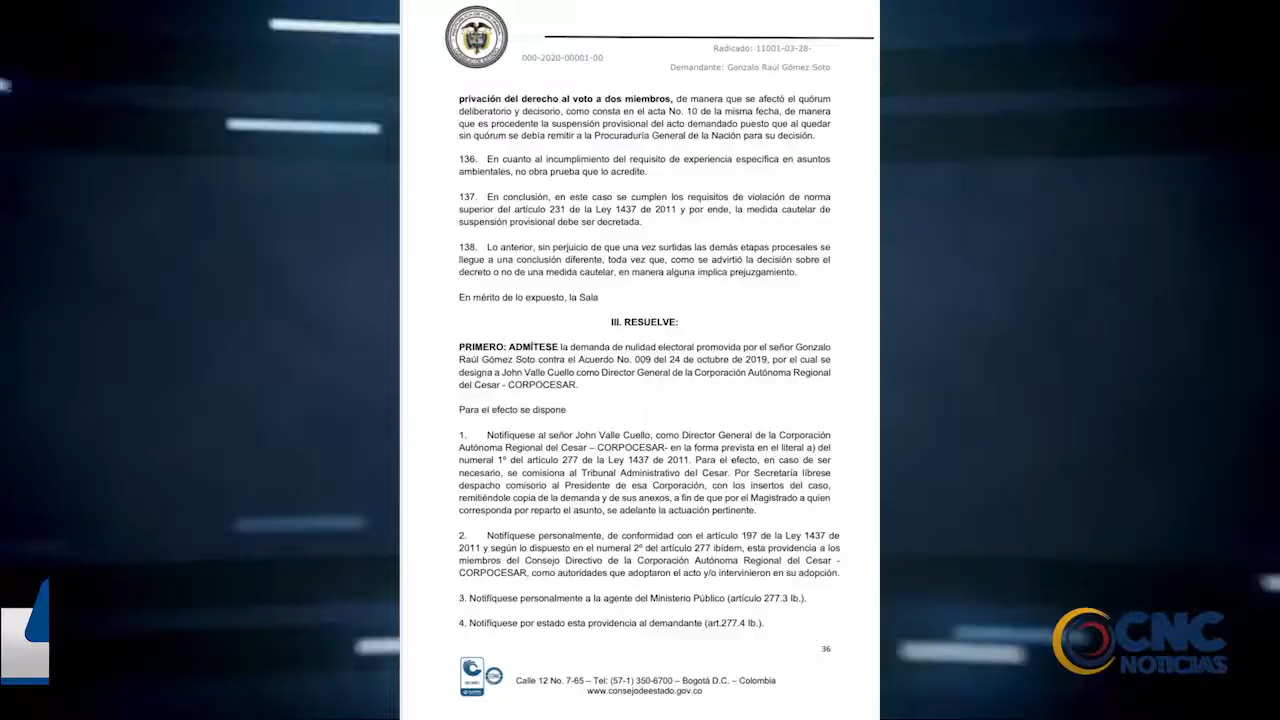 Radicado: 11001-03-28-
000-2020-00001-00
Demandante: Gonzalo Raúl Gómez Soto
privación del derecho al voto a dos miembros, de manera que se afectó el quórum
deliberatorio y decisorio, como consta en el acta No. 10 de la misma fecha, de manera
que es procedente la suspensión provisional del acto demandado puesto que al quedar
sin quórum se debía remitir a la Procuraduría General de la Nación para su decisión.
136. En cuanto al incumplimiento del requisito de experiencia específica en asuntos
ambientales, no obra prueba que lo acredite.
137. En conclusión, en este caso se cumplen los requisitos de violación de norma
superior del artículo 231 de la Ley 1437 de 2011 y por ende, la medida cautelar de
suspensión provisional debe ser decretada.
138. Lo anterior, sin perjuicio de que una vez surtidas las demás etapas procesales se
llegue a una conclusión diferente, toda vez que, como se advirtió la decisión sobre el
decreto o no de una medida cautelar, en manera alguna implica prejuzgamiento.
En mérito de lo expuesto, la Sala
III. RESUELVE:
PRIMERO: ADMÍTESE la demanda de nulidad electoral promovida por el señor Gonzalo
Raúl Gómez Soto contra el Acuerdo No. 009 del 24 de octubre de 2019, por el cual se
designa a John Valle Cuello como Director General de la Corporación Autónoma Regional
del Cesar - CORPOCESAR.
Para el efecto se dispone
1. Notifíquese al señor John Valle Cuello, como Director General de la Corporación
Autónoma Regional del Cesar – CORPOCESAR- en la forma prevista en el literal a) del
numeral 1º del artículo 277 de la Ley 1437 de 2011. Para el efecto, en caso de ser
necesario, se comisiona al Tribunal Administrativo del Cesar. Por Secretaría líbrese
despacho comisorio al Presidente de esa Corporación, con los insertos del caso,
remitiéndole copia de la demanda y de sus anexos, a fin de que por el Magistrado a quien
corresponda por reparto el asunto, se adelante la actuación pertinente.
2. Notifíquese personalmente, de conformidad con el artículo 197 de la Ley 1437 de
2011 y según lo dispuesto en el numeral 2º del artículo 277 ibídem, esta providencia a los
miembros del Consejo Directivo de la Corporación Autónoma Regional del Cesar -
CORPOCESAR, como autoridades que adoptaron el acto y/o intervinieron en su adopción.
3. Notifíquese personalmente a la agente del Ministerio Público (artículo 277.3 Ib.).
4. Notifíquese por estado esta providencia al demandante (art.277.4 Ib.).
36
Calle 12 No. 7-65 – Tel: (57-1) 350-6700 – Bogotá D.C. – Colombia
www.consejodeestado.gov.co
CNC
NOTICIAS